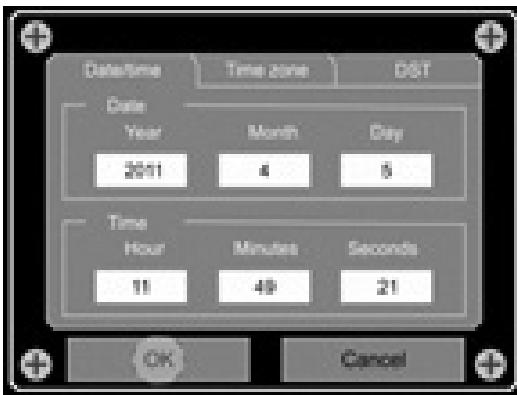 Date/time Time zone DST
Date
Year Month Day
2011 4 5
Time
Hour Minutes Seconds
11 49 21
OK Cancel